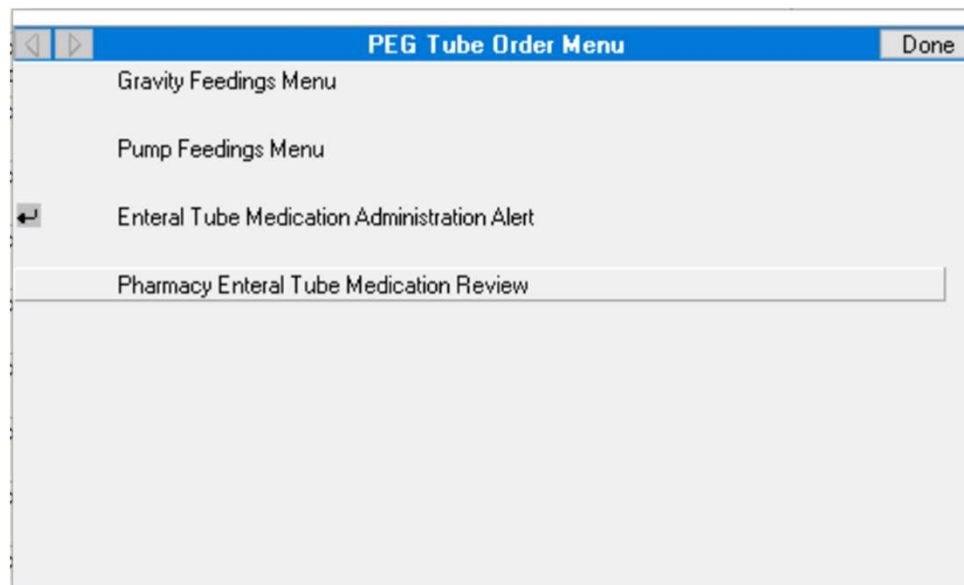 PEG Tube Order Menu
Done
Gravity Feedings Menu
Pump Feedings Menu
Enteral Tube Medication Administration Alert
Pharmacy Enteral Tube Medication Review